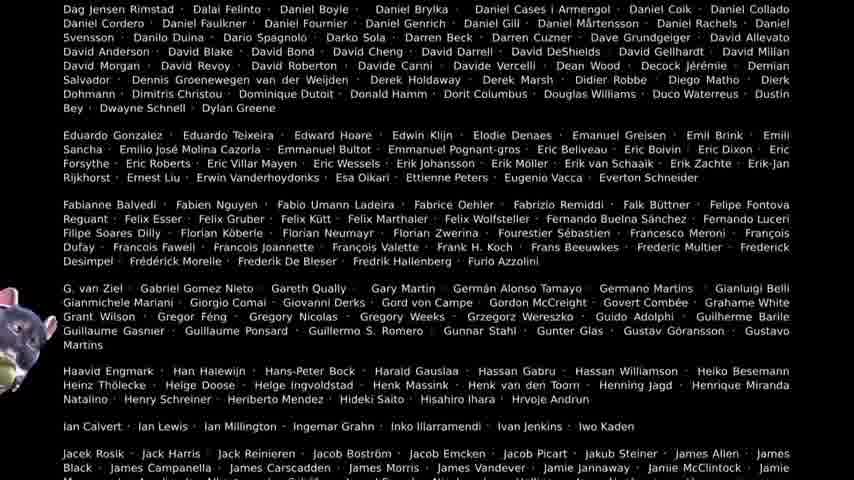 Dag Jensen Rimstad · Dalai Felinto · Daniel Boyle · Daniel Brylka · Daniel Cases i Armengol · Daniel Coik · Daniel Collado
Daniel Cordero · Daniel Faulkner · Daniel Fournier · Daniel Genrich · Daniel Gili · Daniel Mårtensson · Daniel Rachels · Daniel
Svensson · Danilo Duina · Dario Spagnolo · Darko Sola · Darren Beck · Darren Cuzner · Dave Grundgeiger · David Allevato
David Anderson · David Blake · David Bond · David Cheng · David Darrell · David DeShields · David Gellhardt · David Millan
David Morgan · David Revoy · David Roberton · Davide Canni · Davide Vercelli · Dean Wood · Decock Jérémie · Demian
Salvador · Dennis Groenewegen van der Weijden · Derek Holdaway · Derek Marsh · Didier Robbe · Diego Matho · Dierk
Dohmann · Dimitris Christou · Dominique Dutoit · Donald Hamm · Dorit Columbus · Douglas Williams · Duco Waterreus · Dustin
Bey · Dwayne Schnell · Dylan Greene
Eduardo Gonzalez · Eduardo Teixeira · Edward Hoare · Edwin Klijn · Elodie Denaes · Emanuel Greisen · Emil Brink · Emili
Sancha · Emilio José Molina Cazorla · Emmanuel Bultot · Emmanuel Pognant-gros · Eric Beliveau · Eric Boivin · Eric Dixon · Eric
Forsythe · Eric Roberts · Eric Villar Mayen · Eric Wessels · Erik Johansson · Erik Möller · Erik van Schaaik · Erik Zachte · Erik-Jan
Rijkhorst · Ernest Liu · Erwin Vanderhoydonks · Esa Oikari · Ettienne Peters · Eugenio Vacca · Everton Schneider
Fabianne Balvedi · Fabien Nguyen · Fabio Umann Ladeira · Fabrice Oehler · Fabrizio Remiddi · Falk Büttner · Felipe Fontova
Reguant · Felix Esser · Felix Gruber · Felix Kütt · Felix Marthaler · Felix Wolfsteller · Fernando Buelna Sánchez · Fernando Luceri
Filipe Soares Dilly · Florian Köberle · Florian Neumayr · Florian Zwerina · Fourestier Sébastien · Francesco Meroni · François
Dufay · Francois Fawell · Francois Joannette · François Valette · Frank H. Koch · Frans Beeuwkes · Frederic Multier · Frederick
Desimpel · Frédérick Morelle · Frederik De Bleser · Fredrik Hallenberg · Furio Azzolini
G. van Ziel · Gabriel Gomez Nieto · Gareth Qually · Gary Martin · Germán Alonso Tamayo · Germano Martins · Gianluigi Belli
Gianmichele Mariani · Giorgio Comai · Giovanni Derks · Gord von Campe · Gordon McCreight · Govert Combée · Grahame White
Grant Wilson · Gregor Féng · Gregory Nicolas · Gregory Weeks · Grzegorz Wereszko · Guido Adolphi · Guilherme Barile
Guillaume Gasnier · Guillaume Ponsard · Guillermo S. Romero · Gunnar Stahl · Gunter Glas · Gustav Göransson · Gustavo
Martins
Haavid Engmark · Han Halewijn · Hans-Peter Bock · Harald Gauslaa · Hassan Gabru · Hassan Williamson · Heiko Besemann
Heinz Thölecke · Helge Doose · Helge Ingvoldstad · Henk Massink · Henk van den Toorn · Henning Jagd · Henrique Miranda
Natalino · Henry Schreiner · Heriberto Mendez · Hideki Saito · Hisahiro Ihara · Hrvoje Andrun
Ian Calvert · Ian Lewis · Ian Millington · Ingemar Grahn · Inko Illarramendi · Ivan Jenkins · Iwo Kaden
Jacek Rosik · Jack Harris · Jack Reinieren · Jacob Boström · Jacob Emcken · Jacob Picart · Jakub Steiner · James Allen · James
Black · James Campanella · James Carscadden · James Morris · James Vandever · Jamie Jannaway · Jamie McClintock · Jamie